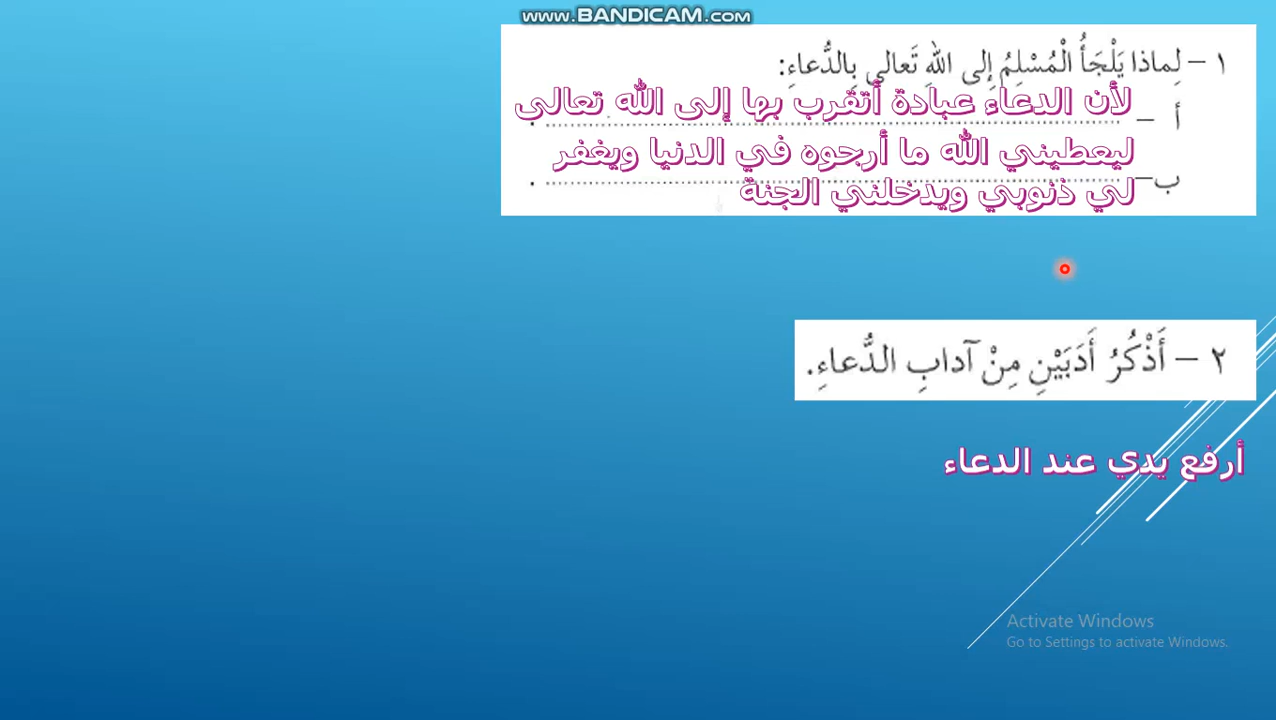 www.BANDICAM.com
١ – لِماذا يَلْجَأُ الْمُسْلِمُ إِلى اللهِ تَعالى بِالدُّعاءِ:
أ – لأن الدعاء عبادة أتقرب بها إلى الله تعالى
ب– ليعطيني الله ما أرجوه في الدنيا ويغفر
لي ذنوبي ويدخلني الجنة
٢ – أَذْكُرُ أَدَبَيْنِ مِنْ آدابِ الدُّعاءِ.
أرفع يدي عند الدعاء
Activate Windows
Go to Settings to activate Windows.